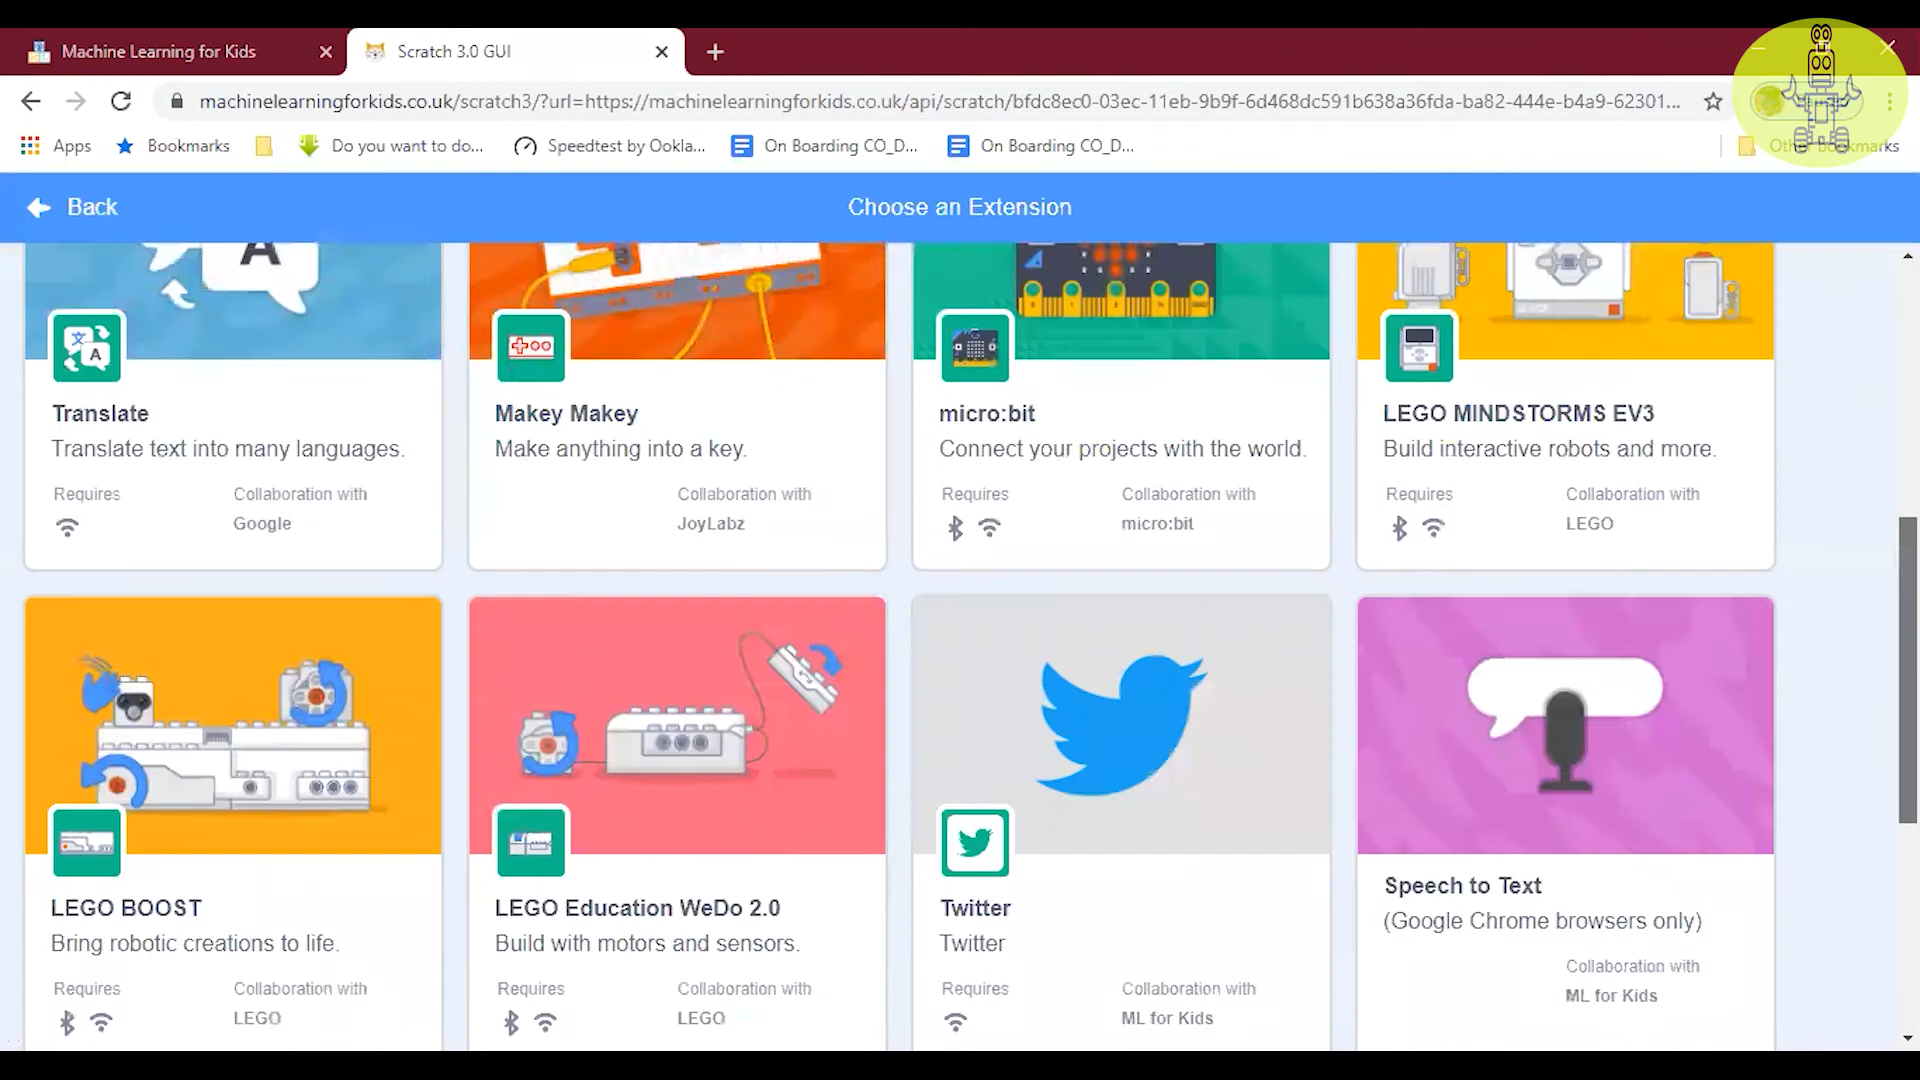 Machine Learning for Kids
Scratch 3.0 GUI
machinelearningforkids.co.uk/scratch3/?url=https://machinelearningforkids.co.uk/api/scratch/bfdc8ec0-03ec-11eb-9b9f-6d468dc591b638a36fda-ba82-444e-b4a9-62301...
Apps Bookmarks Do you want to do... Speedtest by Ookla... On Boarding CO_D... On Boarding CO_D... Other bookmarks
Back Choose an Extension
A
文 A
Translate
Translate text into many languages.
Requires Collaboration with
Google
Makey Makey
Make anything into a key.
Collaboration with
JoyLabz
micro:bit
Connect your projects with the world.
Requires Collaboration with
micro:bit
LEGO MINDSTORMS EV3
Build interactive robots and more.
Requires Collaboration with
LEGO
LEGO BOOST
Bring robotic creations to life.
Requires Collaboration with
LEGO
LEGO Education WeDo 2.0
Build with motors and sensors.
Requires Collaboration with
LEGO
Twitter
Twitter
Requires Collaboration with
ML for Kids
Speech to Text
(Google Chrome browsers only)
Collaboration with
ML for Kids